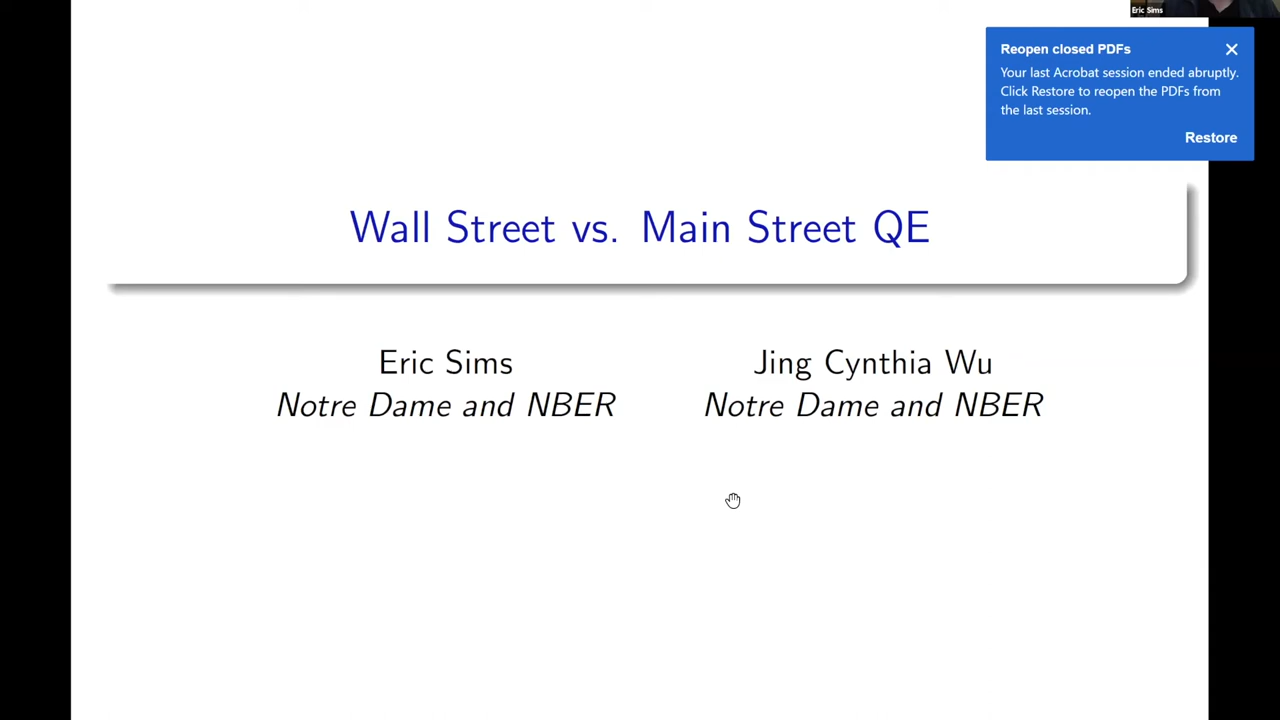 Eric Sims
Reopen closed PDFs
Your last Acrobat session ended abruptly.
Click Restore to reopen the PDFs from
the last session.
Restore
Wall Street vs. Main Street QE
Eric Sims
Notre Dame and NBER
Jing Cynthia Wu
Notre Dame and NBER